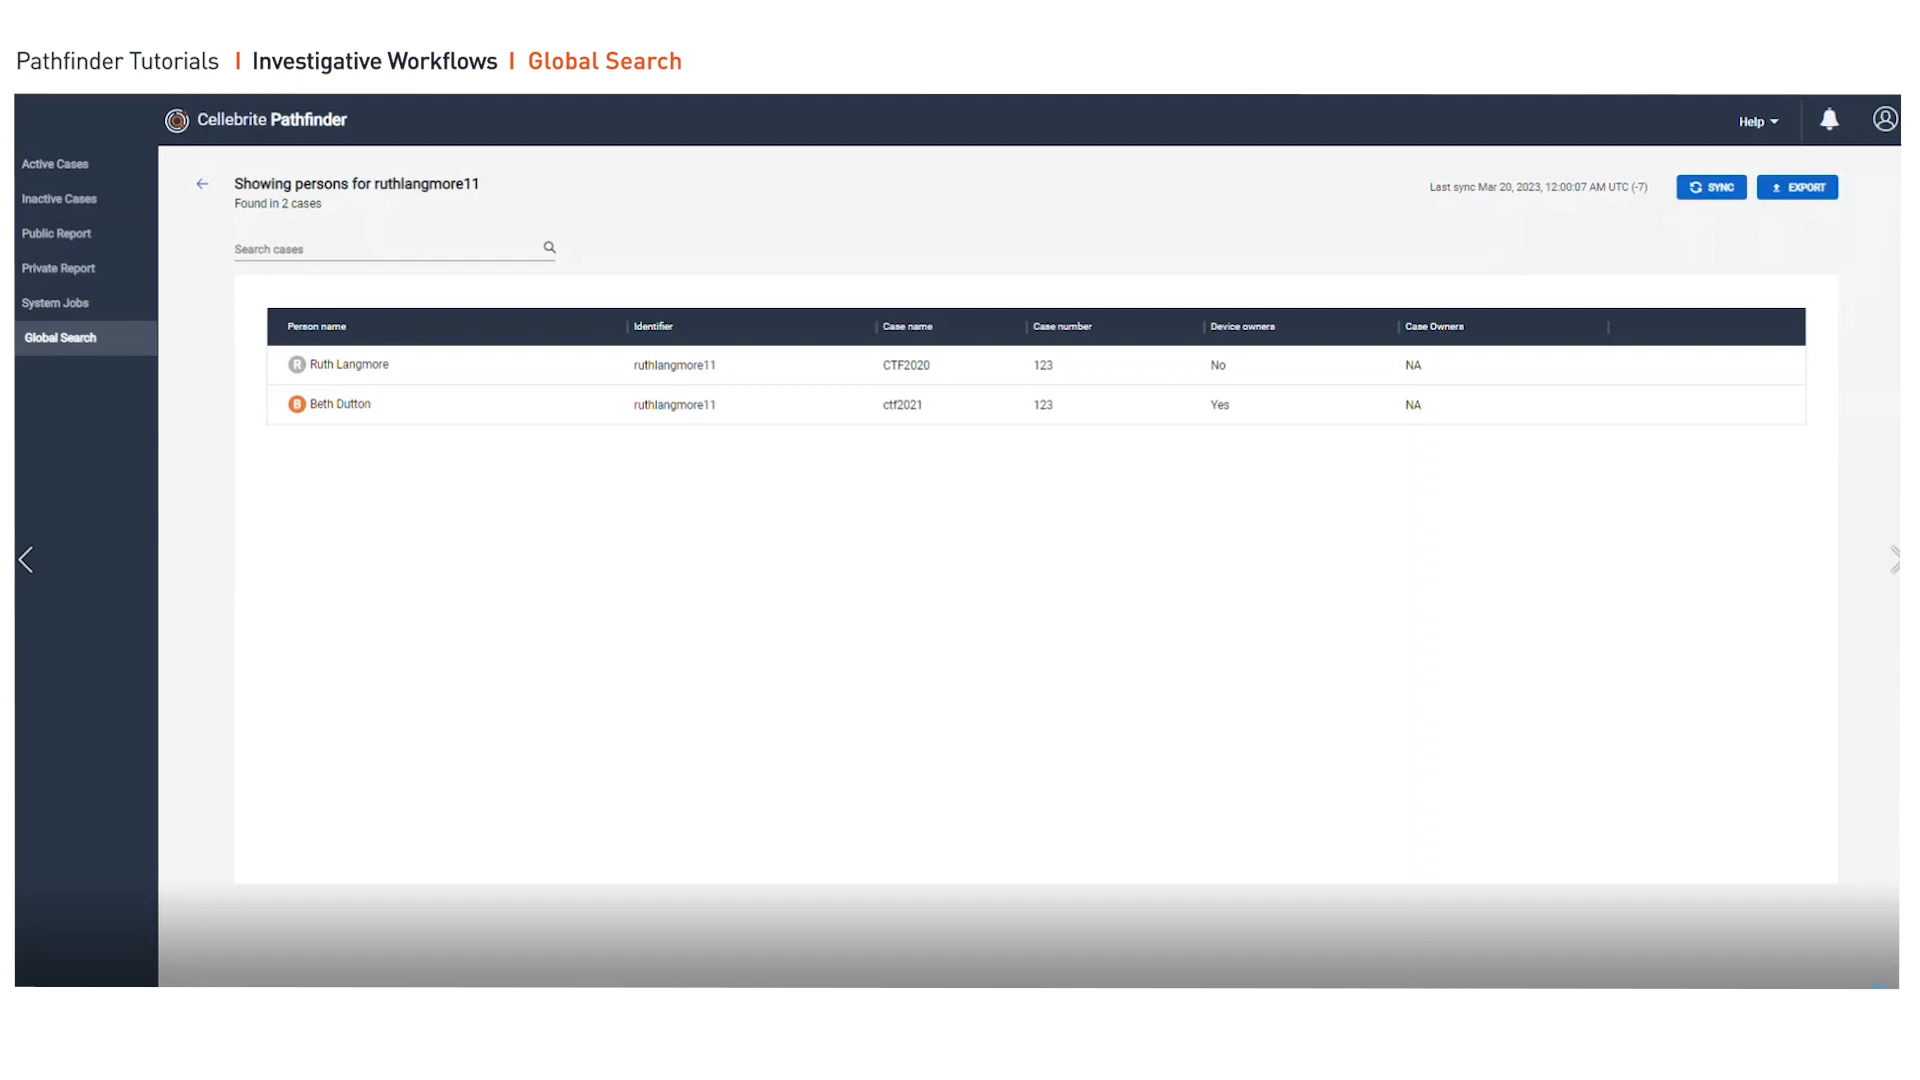 Pathfinder Tutorials | Investigative Workflows | Global Search
Cellebrite Pathfinder
Help
Active Cases
Inactive Cases
Public Report
Private Report
System Jobs
Global Search
Showing persons for ruthlangmore11
Found in 2 cases
Last sync Mar 20, 2023, 12:00:07 AM UTC (-7)
SYNC
EXPORT
Search cases
Person name Identifier Case name Case number Device owners Case Owners
R Ruth Langmore ruthlangmore11 CTF2020 123 No NA
B Beth Dutton ruthlangmore11 ctf2021 123 Yes NA